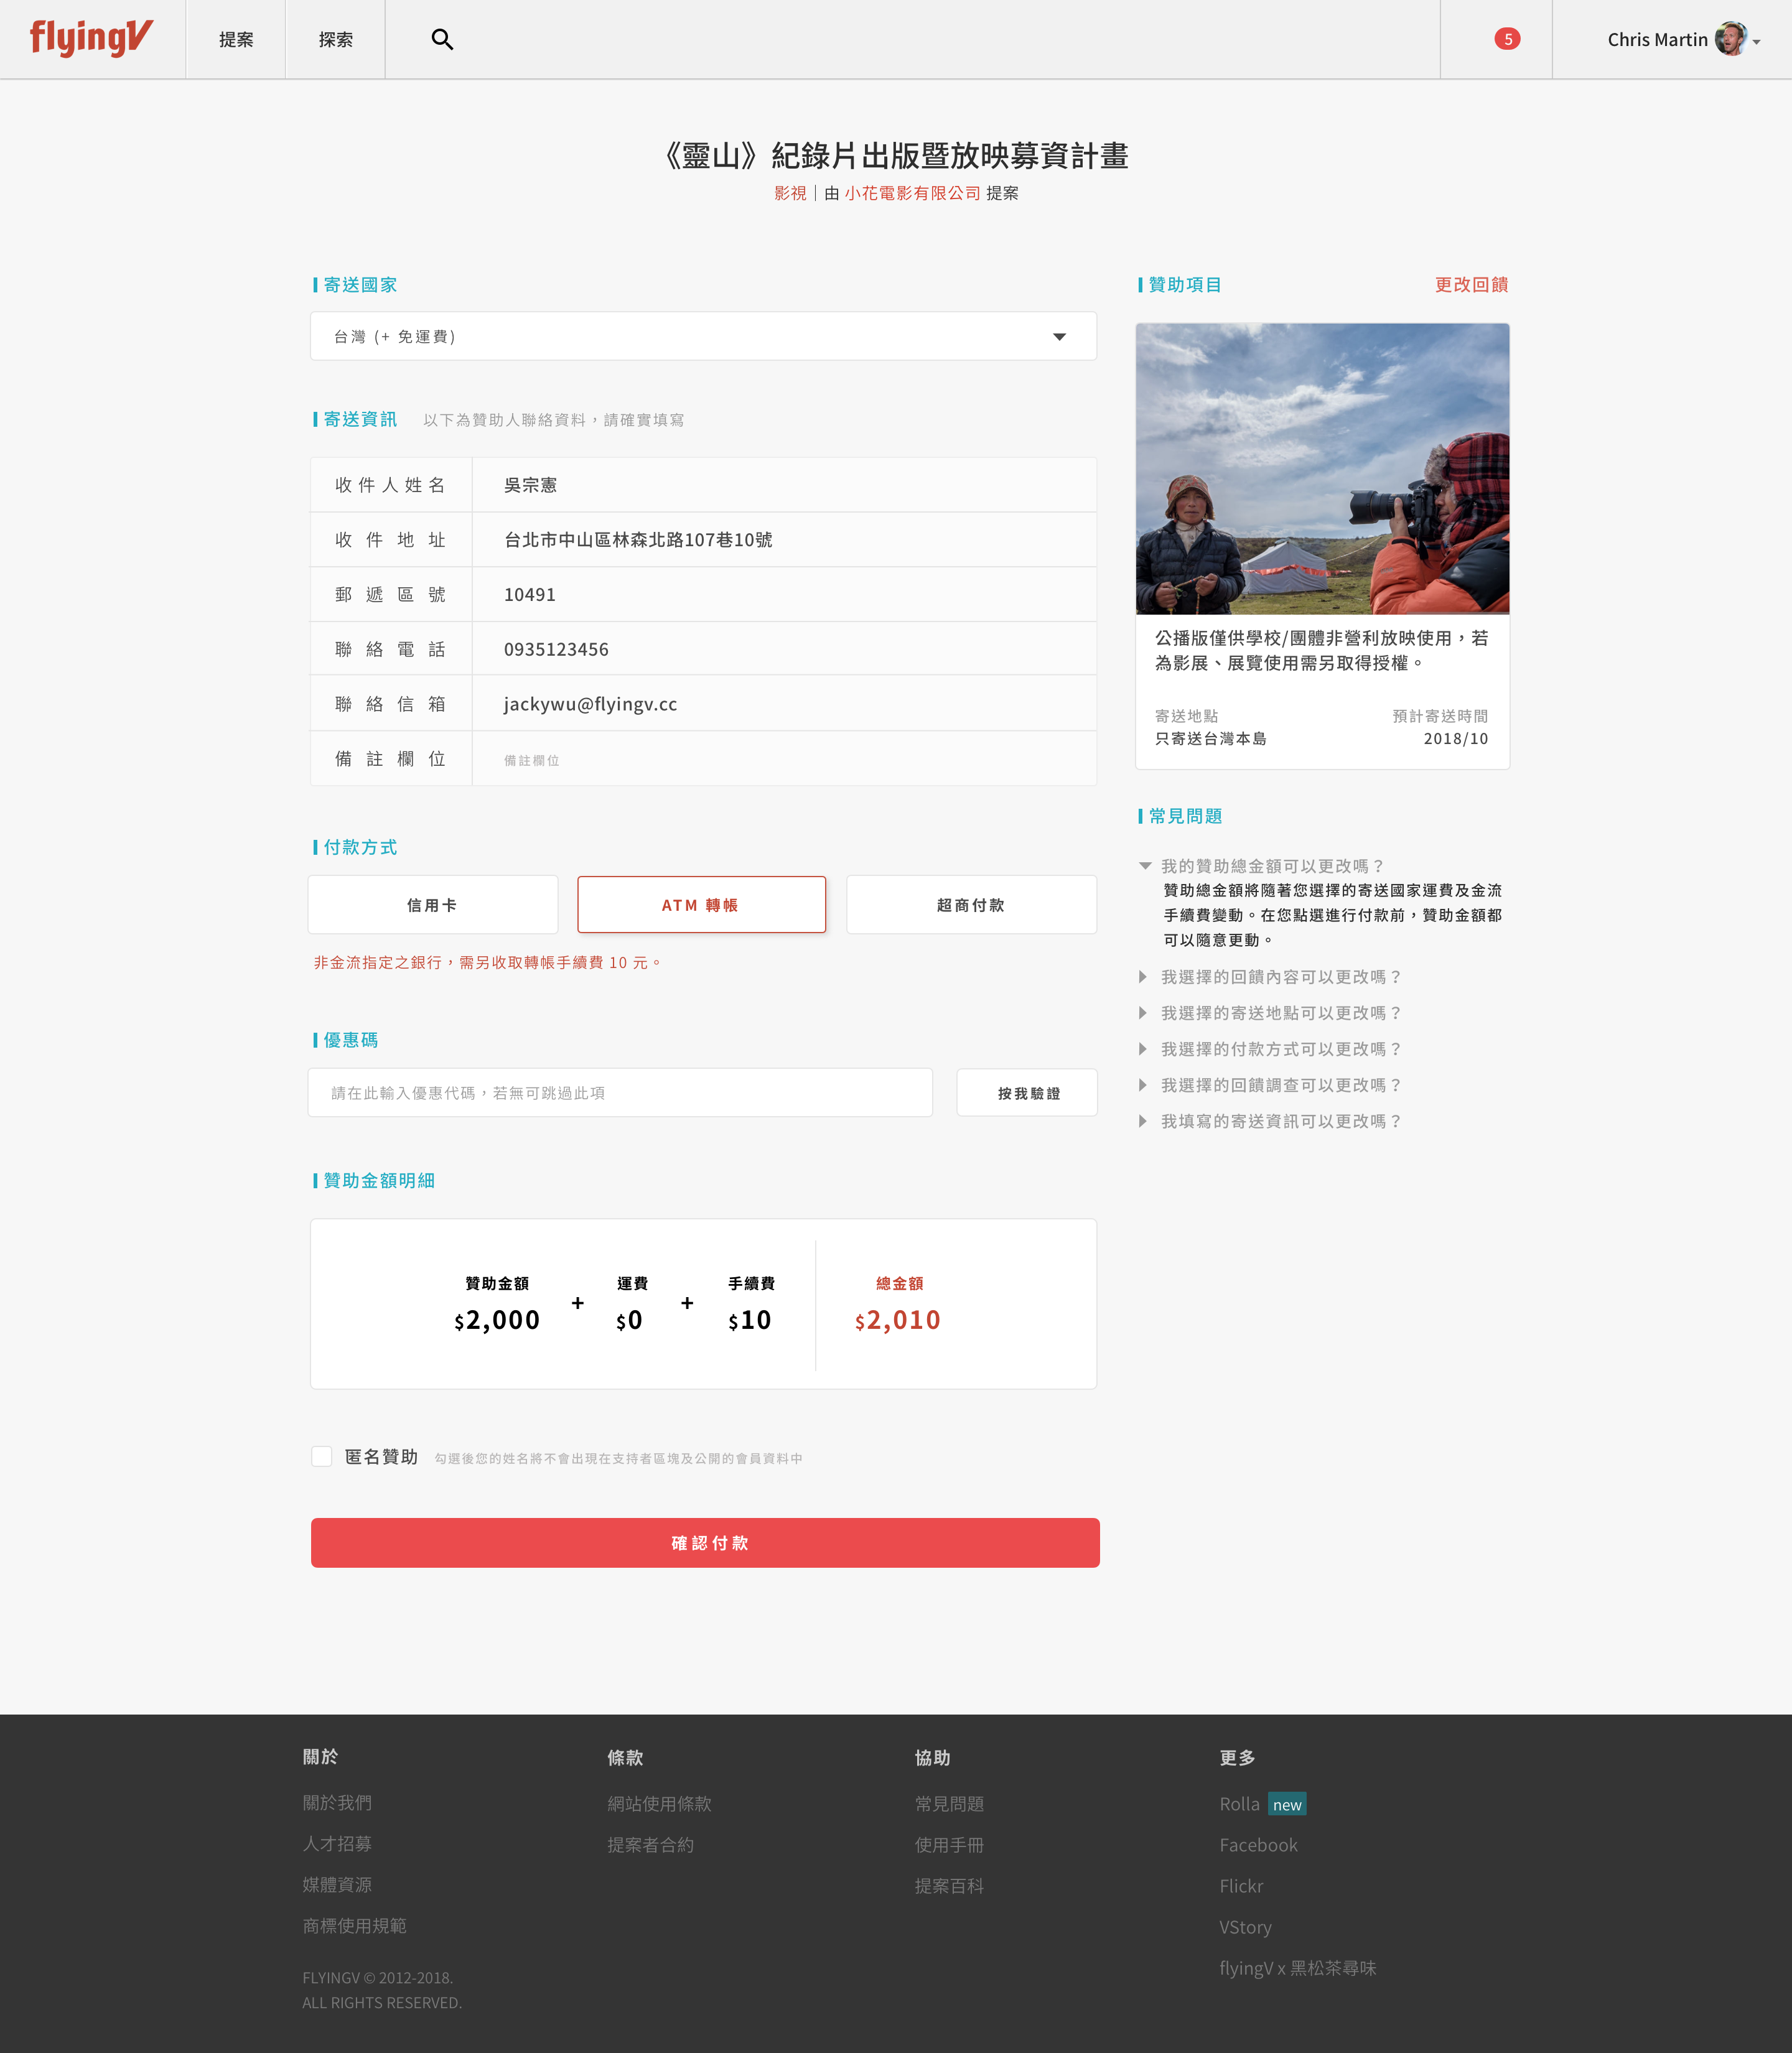 flyingV
提案
探索
5
Chris Martin
《靈山》紀錄片出版暨放映募資計畫
影視｜由 小花電影有限公司 提案
寄送國家
台灣 (+ 免運費)
寄送資訊 以下為贊助人聯絡資料，請確實填寫
收件人姓名 吳宗憲
收件地址 台北市中山區林森北路107巷10號
郵遞區號 10491
聯絡電話 0935123456
聯絡信箱 jackywu@flyingv.cc
備註欄位 備註欄位
付款方式
信用卡 ATM 轉帳 超商付款
非金流指定之銀行，需另收取轉帳手續費 10 元。
優惠碼
請在此輸入優惠代碼，若無可跳過此項 按我驗證
贊助金額明細
贊助金額 運費 手續費 總金額
$2,000 + $0 + $10 $2,010
匿名贊助 勾選後您的姓名將不會出現在支持者區塊及公開的會員資料中
確認付款
贊助項目 更改回饋
公播版僅供學校/團體非營利放映使用，若
為影展、展覽使用需另取得授權。
寄送地點 預計寄送時間
只寄送台灣本島 2018/10
常見問題
我的贊助總金額可以更改嗎？
贊助總金額將隨著您選擇的寄送國家運費及金流
手續費變動。在您點選進行付款前，贊助金額都
可以隨意更動。
我選擇的回饋內容可以更改嗎？
我選擇的寄送地點可以更改嗎？
我選擇的付款方式可以更改嗎？
我選擇的回饋調查可以更改嗎？
我填寫的寄送資訊可以更改嗎？
關於
關於我們
人才招募
媒體資源
商標使用規範
FLYINGV © 2012-2018.
ALL RIGHTS RESERVED.
條款
網站使用條款
提案者合約
協助
常見問題
使用手冊
提案百科
更多
Rolla new
Facebook
Flickr
VStory
flyingV x 黑松茶尋味